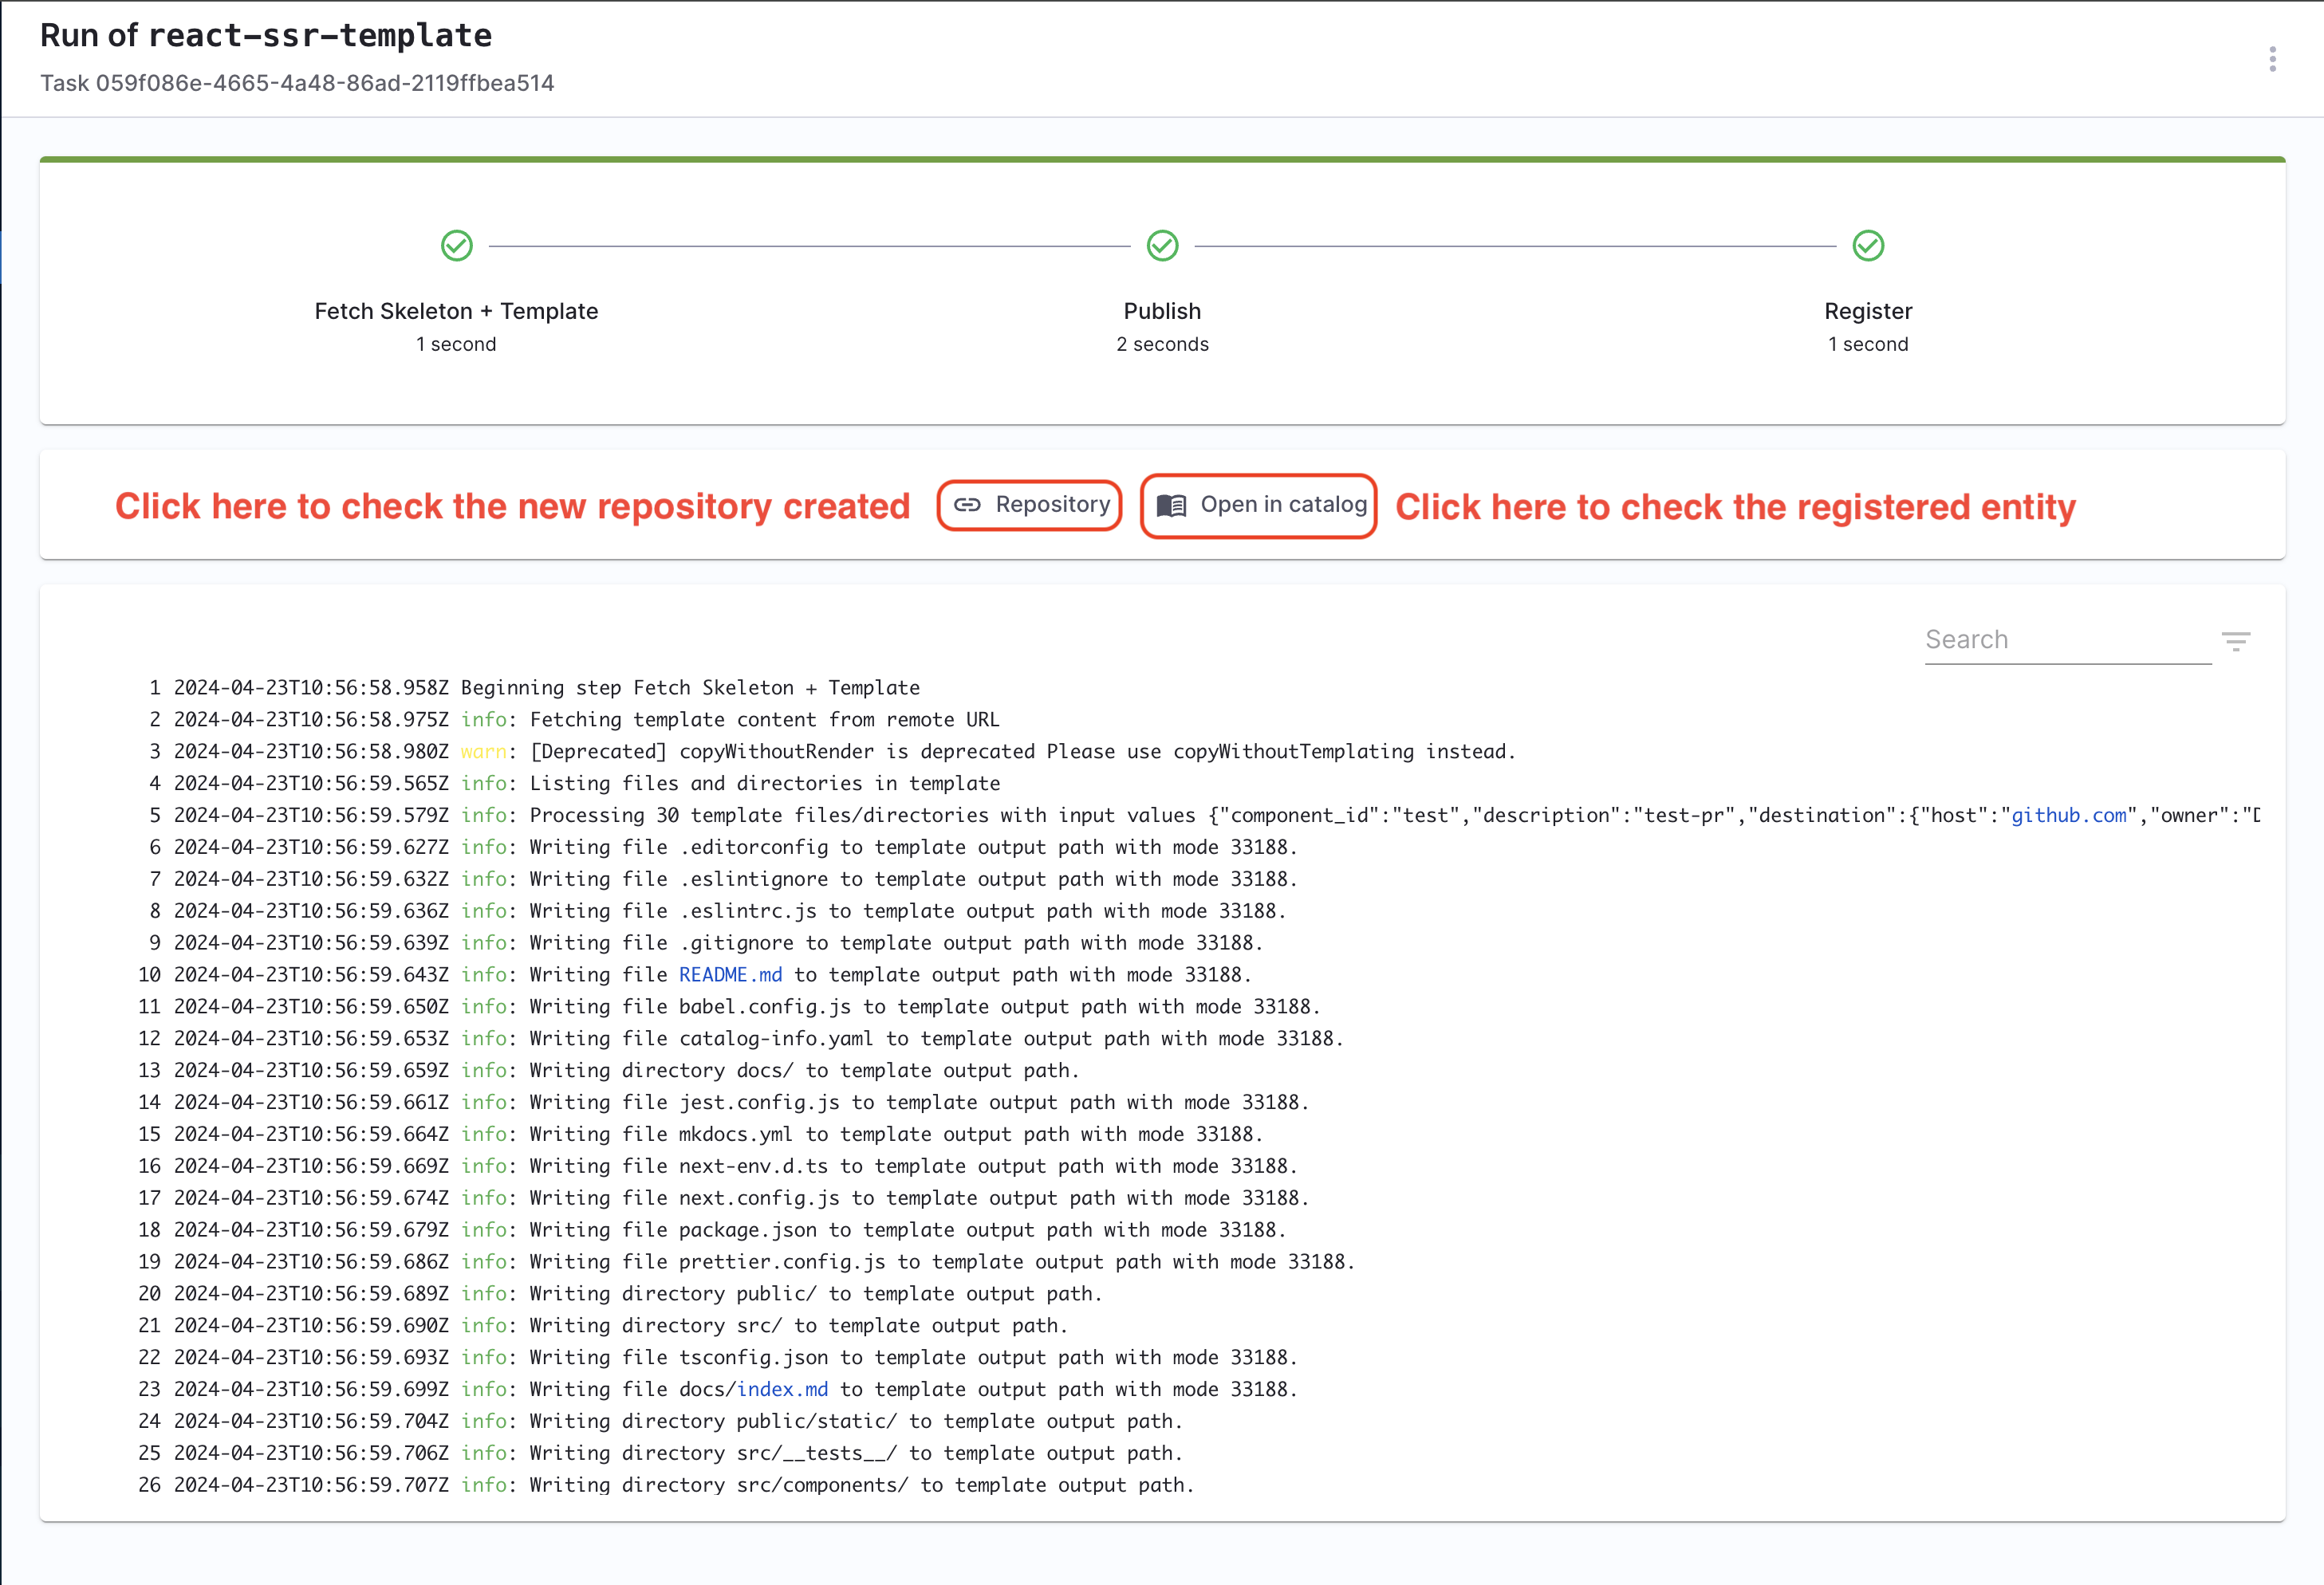 Run of react-ssr-template
Task 059f086e-4665-4a48-86ad-2119ffbea514
Fetch Skeleton + Template
1 second
Publish
2 seconds
Register
1 second
Click here to check the new repository created Repository Open in catalog Click here to check the registered entity
Search
1 2024-04-23T10:56:58.958Z Beginning step Fetch Skeleton + Template
2 2024-04-23T10:56:58.975Z info: Fetching template content from remote URL
3 2024-04-23T10:56:58.980Z warn: [Deprecated] copyWithoutRender is deprecated Please use copyWithoutTemplating instead.
4 2024-04-23T10:56:59.565Z info: Listing files and directories in template
5 2024-04-23T10:56:59.579Z info: Processing 30 template files/directories with input values {"component_id":"test","description":"test-pr","destination":{"host":"github.com","owner":"
6 2024-04-23T10:56:59.627Z info: Writing file .editorconfig to template output path with mode 33188.
7 2024-04-23T10:56:59.632Z info: Writing file .eslintignore to template output path with mode 33188.
8 2024-04-23T10:56:59.636Z info: Writing file .eslintrc.js to template output path with mode 33188.
9 2024-04-23T10:56:59.639Z info: Writing file .gitignore to template output path with mode 33188.
10 2024-04-23T10:56:59.643Z info: Writing file README.md to template output path with mode 33188.
11 2024-04-23T10:56:59.650Z info: Writing file babel.config.js to template output path with mode 33188.
12 2024-04-23T10:56:59.653Z info: Writing file catalog-info.yaml to template output path with mode 33188.
13 2024-04-23T10:56:59.659Z info: Writing directory docs/ to template output path.
14 2024-04-23T10:56:59.661Z info: Writing file jest.config.js to template output path with mode 33188.
15 2024-04-23T10:56:59.664Z info: Writing file mkdocs.yml to template output path with mode 33188.
16 2024-04-23T10:56:59.669Z info: Writing file next-env.d.ts to template output path with mode 33188.
17 2024-04-23T10:56:59.674Z info: Writing file next.config.js to template output path with mode 33188.
18 2024-04-23T10:56:59.679Z info: Writing file package.json to template output path with mode 33188.
19 2024-04-23T10:56:59.686Z info: Writing file prettier.config.js to template output path with mode 33188.
20 2024-04-23T10:56:59.689Z info: Writing directory public/ to template output path.
21 2024-04-23T10:56:59.690Z info: Writing directory src/ to template output path.
22 2024-04-23T10:56:59.693Z info: Writing file tsconfig.json to template output path with mode 33188.
23 2024-04-23T10:56:59.699Z info: Writing file docs/index.md to template output path with mode 33188.
24 2024-04-23T10:56:59.704Z info: Writing directory public/static/ to template output path.
25 2024-04-23T10:56:59.706Z info: Writing directory src/__tests__/ to template output path.
26 2024-04-23T10:56:59.707Z info: Writing directory src/components/ to template output path.